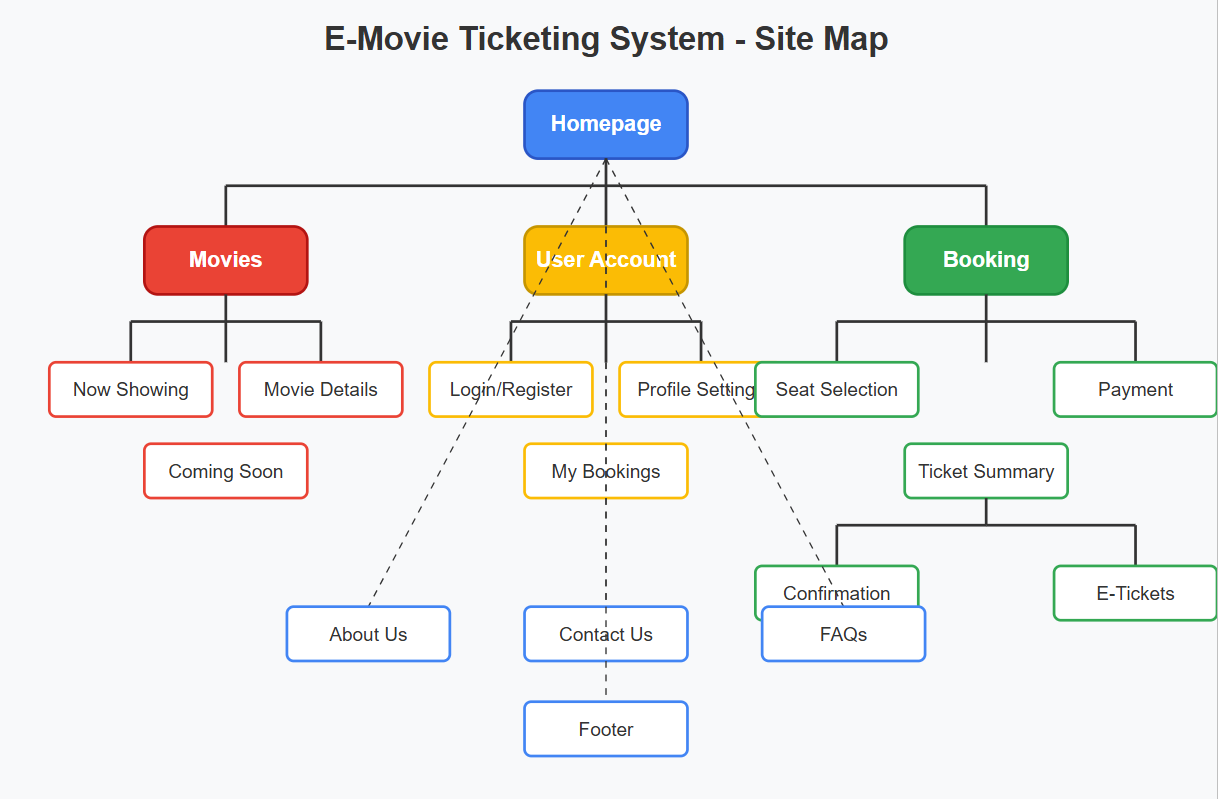 E-Movie Ticketing System - Site Map
Homepage
Movies
User Account
Booking
Now Showing
Movie Details
Login/Register
Profile Setting
Seat Selection
Payment
Coming Soon
My Bookings
Ticket Summary
Confirmation
E-Tickets
About Us
Contact Us
FAQs
Footer